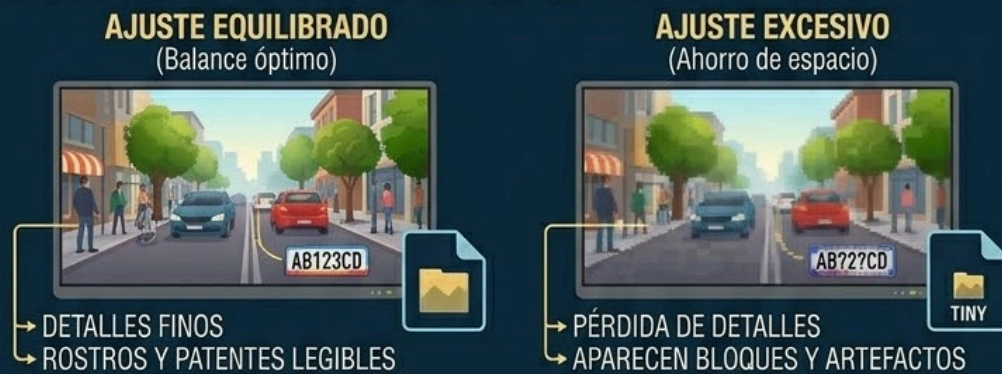 AJUSTE EQUILIBRADO
(Balance óptimo)
AB123CD
DETALLES FINOS
ROSTROS Y PATENTES LEGIBLES
AJUSTE EXCESIVO
(Ahorro de espacio)
AB?2?CD
TINY
PÉRDIDA DE DETALLES
APARECEN BLOQUES Y ARTEFACTOS